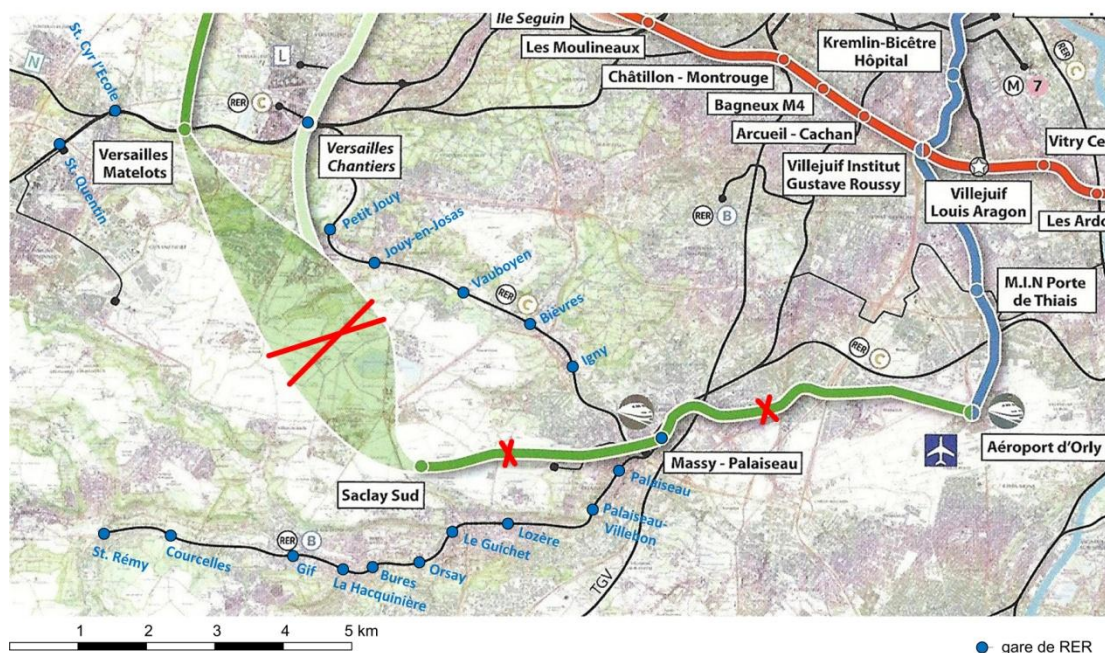 Ile Seguin
Les Moulineaux
Châtillon - Montrouge
Bagneux M4
Arcueil - Cachan
Villejuif Institut
Gustave Roussy
Kremlin-Bicêtre
Hôpital
RER C
M 7
Vitry Ce
Villejuif
Louis Aragon
Les Ardo
M.I.N Porte
de Thiais
N
St. Cyr l'Ecole
L
RER C
St. Quentin
Versailles
Matelots
Versailles
Chantiers
Petit Jouy
Jouy-en-Josas
Vauboyen
RER C
Bièvres
Igny
RER B
RER C
Aéroport d'Orly
Massy - Palaiseau
Saclay Sud
Palaiseau
Palaiseau-
Villebon
Lozère
Le Guichet
Orsay
Bures
La Hacquinière
RER B
Gif
Courcelles
St. Rémy
TGV
1 2 3 4 5 km
gare de RER